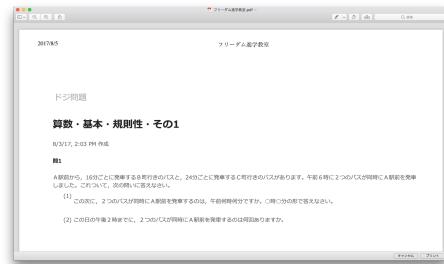 フリーダム進学教室.pdf
検索
2017/8/5
フリーダム進学教室
ドジ問題
算数・基本・規則性・その1
8/3/17, 2:03 PM 作成
問1
A駅前から，16分ごとに発車するB町行きのバスと，24分ごとに発車するC町行きのバスがあります。午前6時に2つのバスが同時にA駅前を発車
しました。これついて，次の問いに答えなさい。
(1)
この次に，2つのバスが同時にA駅前を発車するのは，午前何時何分ですか。○時○分の形で答えなさい。
(2) この日の午後2時までに，2つのバスが同時にA駅前を発車するのは何回ありますか。
キャンセル
プリント